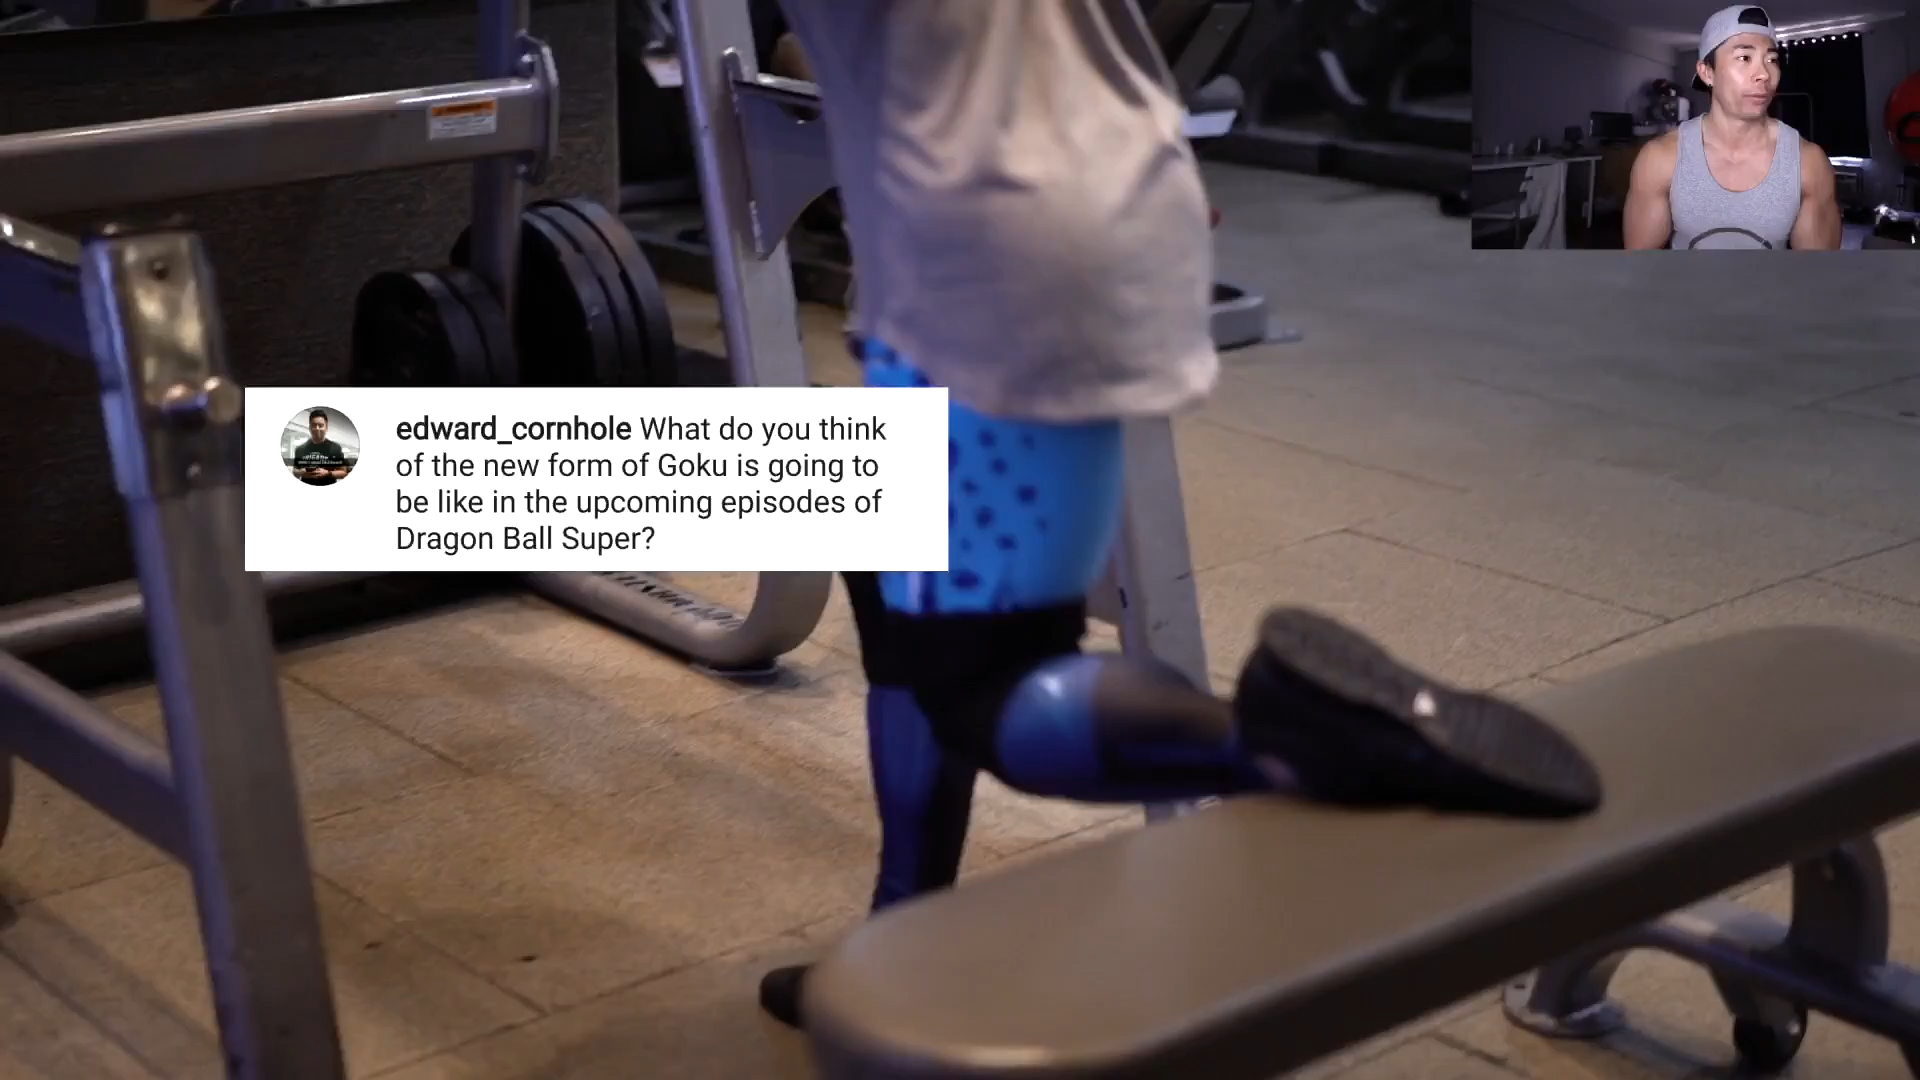 edward_cornhole What do you think
of the new form of Goku is going to
be like in the upcoming episodes of
Dragon Ball Super?